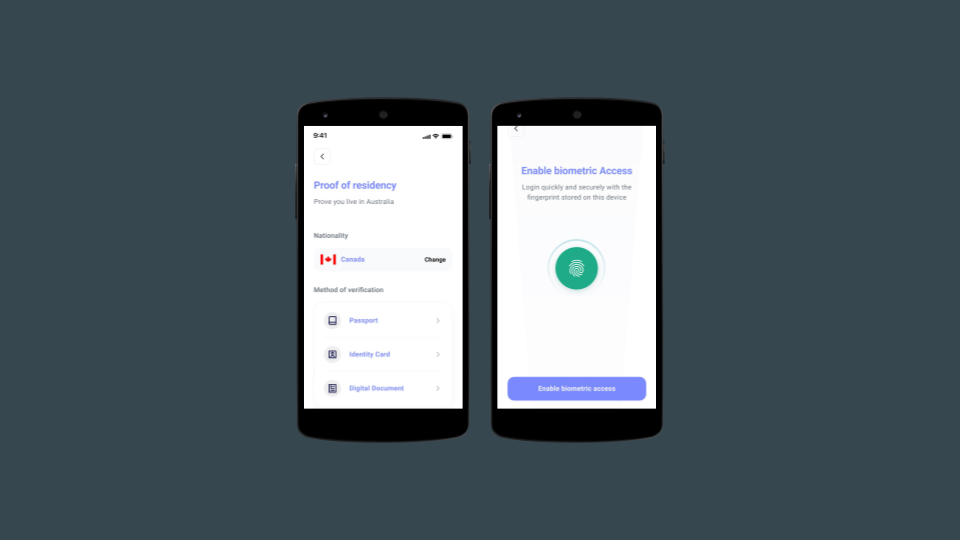 9:41
Proof of residency
Prove you live in Australia
Nationality
Canada
Change
Method of verification
Passport
Identity Card
Digital Document
Enable biometric Access
Login quickly and securely with the
fingerprint stored on this device
Enable biometric access